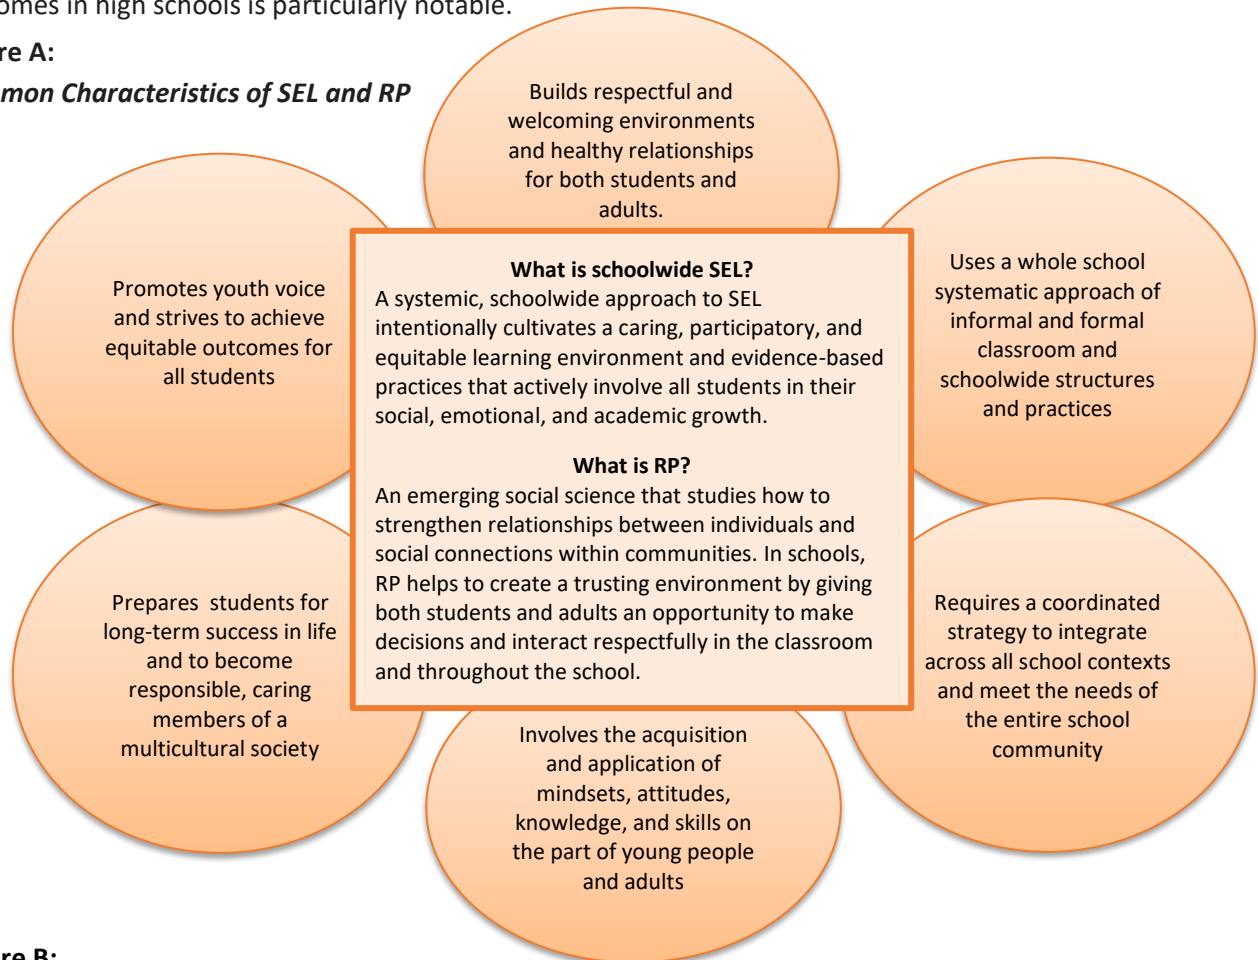 omes in high schools is particularly notable.
re A:
mon Characteristics of SEL and RP
Builds respectful and
welcoming environments
and healthy relationships
for both students and
adults.
Promotes youth voice
and strives to achieve
equitable outcomes for
all students
What is schoolwide SEL?
A systemic, schoolwide approach to SEL
intentionally cultivates a caring, participatory, and
equitable learning environment and evidence-based
practices that actively involve all students in their
social, emotional, and academic growth.
What is RP?
An emerging social science that studies how to
strengthen relationships between individuals and
social connections within communities. In schools,
RP helps to create a trusting environment by giving
both students and adults an opportunity to make
decisions and interact respectfully in the classroom
and throughout the school.
Uses a whole school
systematic approach of
informal and formal
classroom and
schoolwide structures
and practices
Prepares students for
long-term success in life
and to become
responsible, caring
members of a
multicultural society
Requires a coordinated
strategy to integrate
across all school contexts
and meet the needs of
the entire school
community
Involves the acquisition
and application of
mindsets, attitudes,
knowledge, and skills on
the part of young people
and adults
re B: